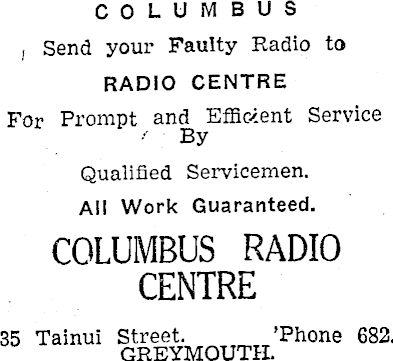 COLUMBUS
Send your Faulty Radio to
RADIO CENTRE
For Prompt and Efficient Service
By
Qualified Servicemen.
All Work Guaranteed.
COLUMBUS RADIO
CENTRE
35 Tainui Street. 'Phone 682.
GREYMOUTH.